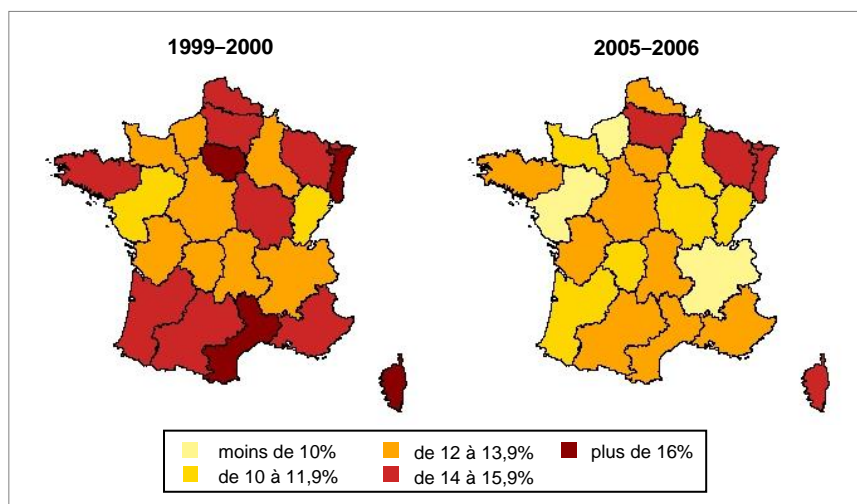 1999–2000
2005–2006
moins de 10%
de 12 à 13,9%
plus de 16%
de 10 à 11,9%
de 14 à 15,9%